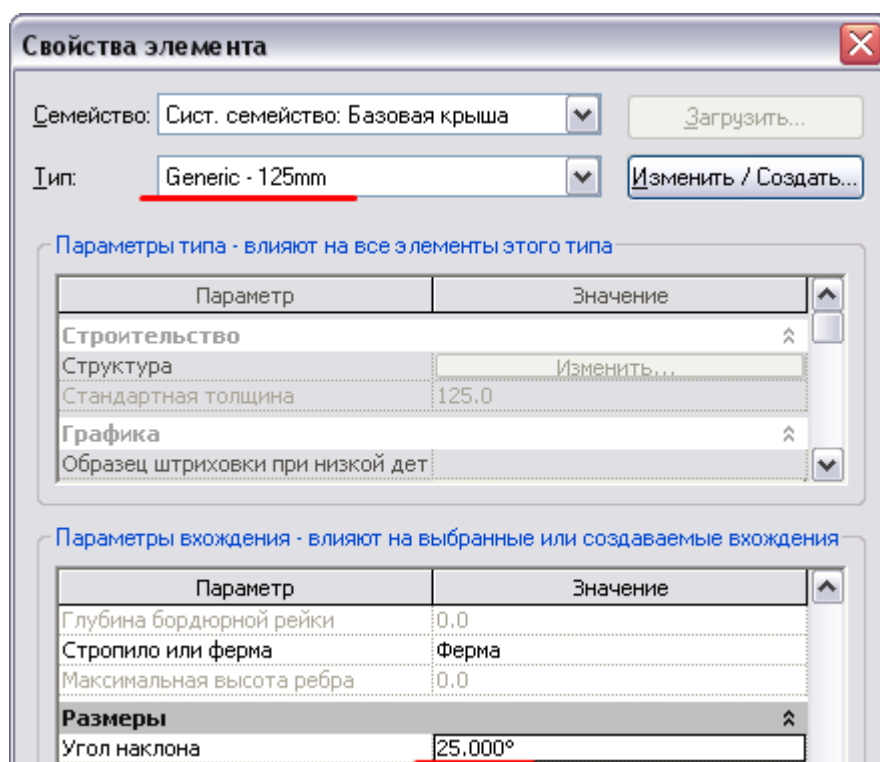 Свойства элемента
Семейство: Сист. семейство: Базовая крыша Загрузить...
Тип: Generic - 125mm Изменить / Создать...
Параметры типа - влияют на все элементы этого типа
Параметр Значение
Строительство
Структура Изменить...
Стандартная толщина 125.0
Графика
Образец штриховки при низкой дет
Параметры вхождения - влияют на выбранные или создаваемые вхождения
Параметр Значение
Глубина бордюрной рейки 0.0
Стропило или ферма Ферма
Максимальная высота ребра 0.0
Размеры
Угол наклона 25.000°